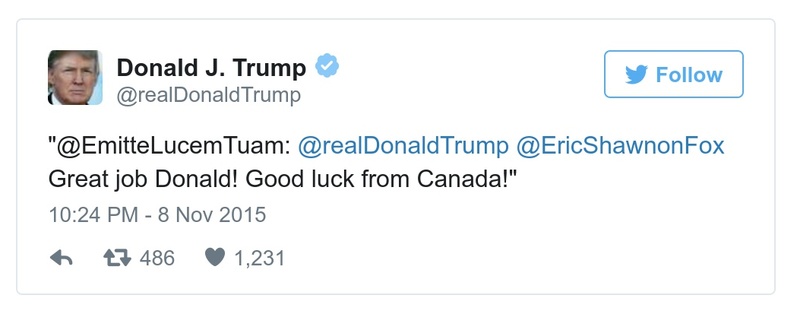 Donald J. Trump
@realDonaldTrump
Follow
"@EmitteLucemTuam: @realDonaldTrump @EricShawnonFox
Great job Donald! Good luck from Canada!"
10:24 PM - 8 Nov 2015
486 1,231